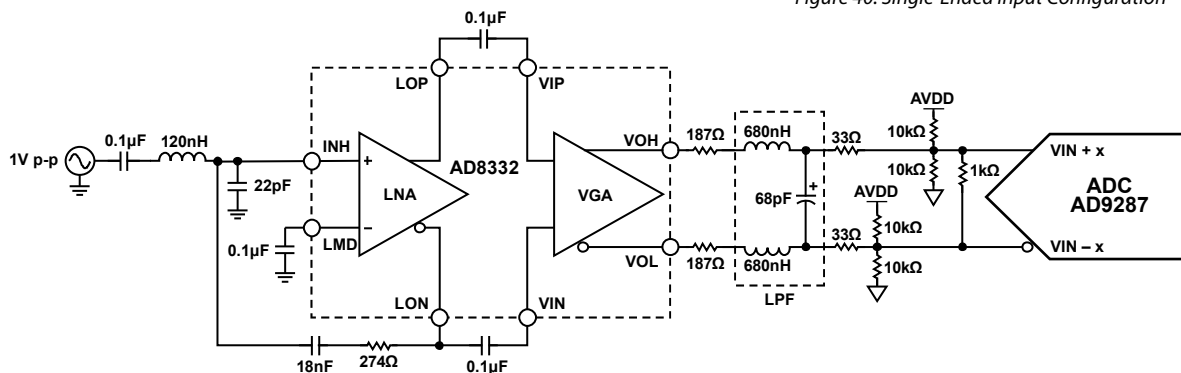 Figure 40. Single-Ended Input Configuration
0.1µF
LOP
VIP
AVDD
0.1µF
120nH
187Ω
680nH
33Ω
10kΩ
1V p-p
INH
VOH
VIN + x
+
AD8332
10kΩ
1kΩ
22pF
LNA
VGA
68pF
+
AVDD
ADC
AD9287
–
LMD
10kΩ
0.1µF
VOL
33Ω
VIN – x
187Ω
680nH
10kΩ
LON
VIN
LPF
18nF
274Ω
0.1µF